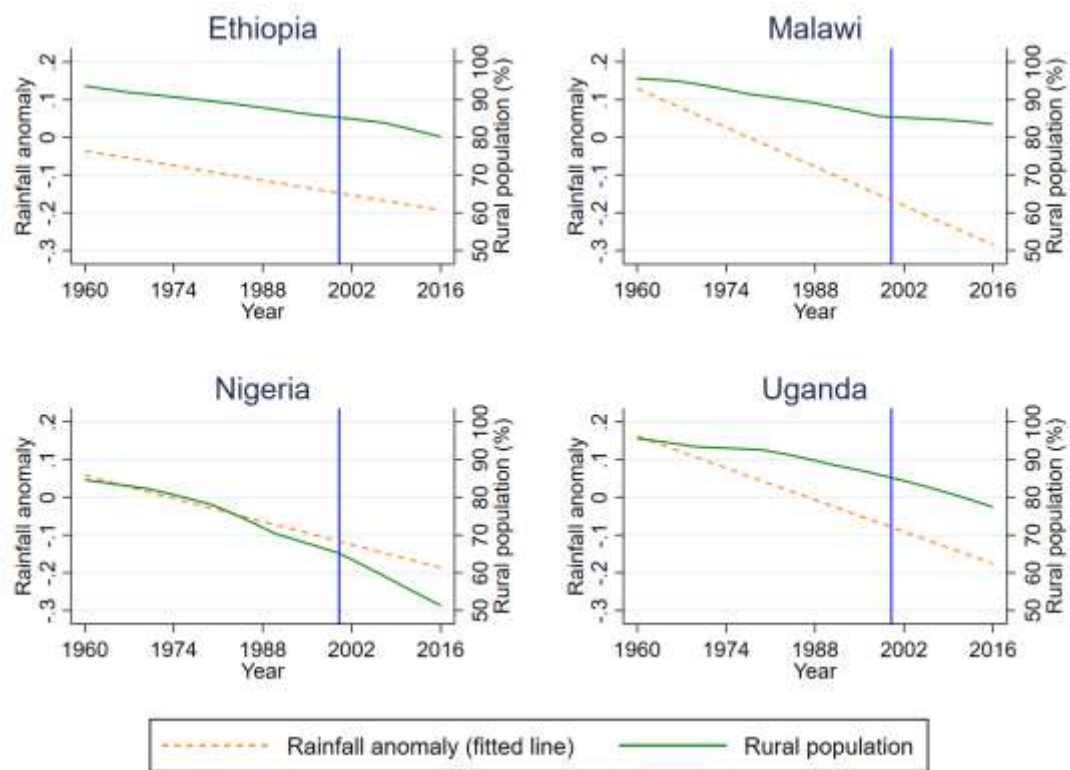 Ethiopia
Rainfall anomaly
-.3 -.2 -.1 0 .1 .2
50 60 70 80 90 100
Rural population (%)
1960 1974 1988 2002 2016
Year
Malawi
Rainfall anomaly
-.3 -.2 -.1 0 .1 .2
50 60 70 80 90 100
Rural population (%)
1960 1974 1988 2002 2016
Year
Nigeria
Rainfall anomaly
-.3 -.2 -.1 0 .1 .2
50 60 70 80 90 100
Rural population (%)
1960 1974 1988 2002 2016
Year
Uganda
Rainfall anomaly
-.3 -.2 -.1 0 .1 .2
50 60 70 80 90 100
Rural population (%)
1960 1974 1988 2002 2016
Year
Rainfall anomaly (fitted line) Rural population